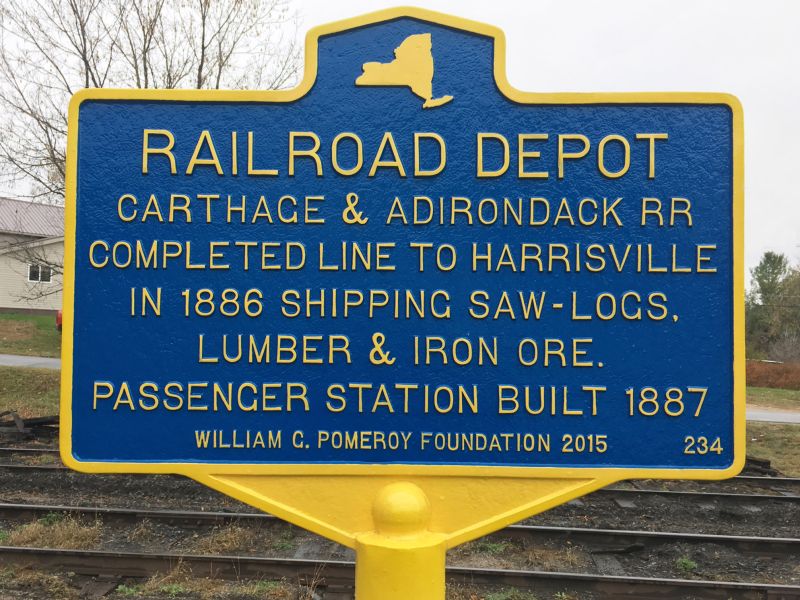 RAILROAD DEPOT
CARTHAGE & ADIRONDACK RR
COMPLETED LINE TO HARRISVILLE
IN 1886 SHIPPING SAW-LOGS,
LUMBER & IRON ORE.
PASSENGER STATION BUILT 1887
WILLIAM G. POMEROY FOUNDATION 2015 234